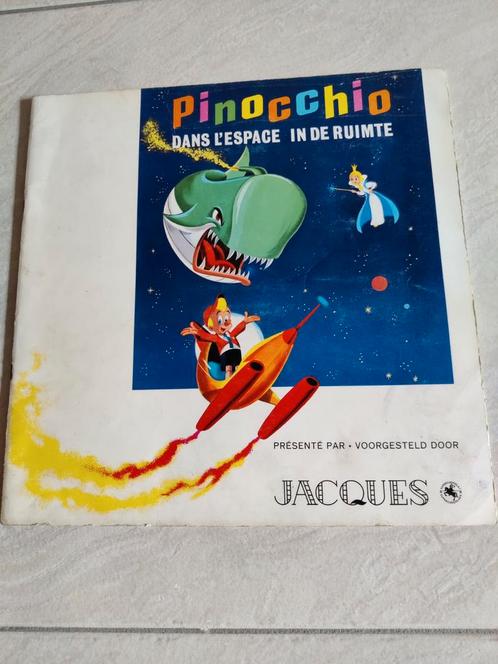 Pinocchio
DANS L'ESPACE IN DE RUIMTE
PRÉSENTÉ PAR • VOORGESTELD DOOR
JACQUES